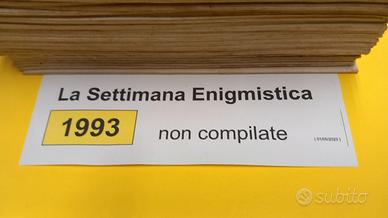 La Settimana Enigmistica
1993
non compilate
subito